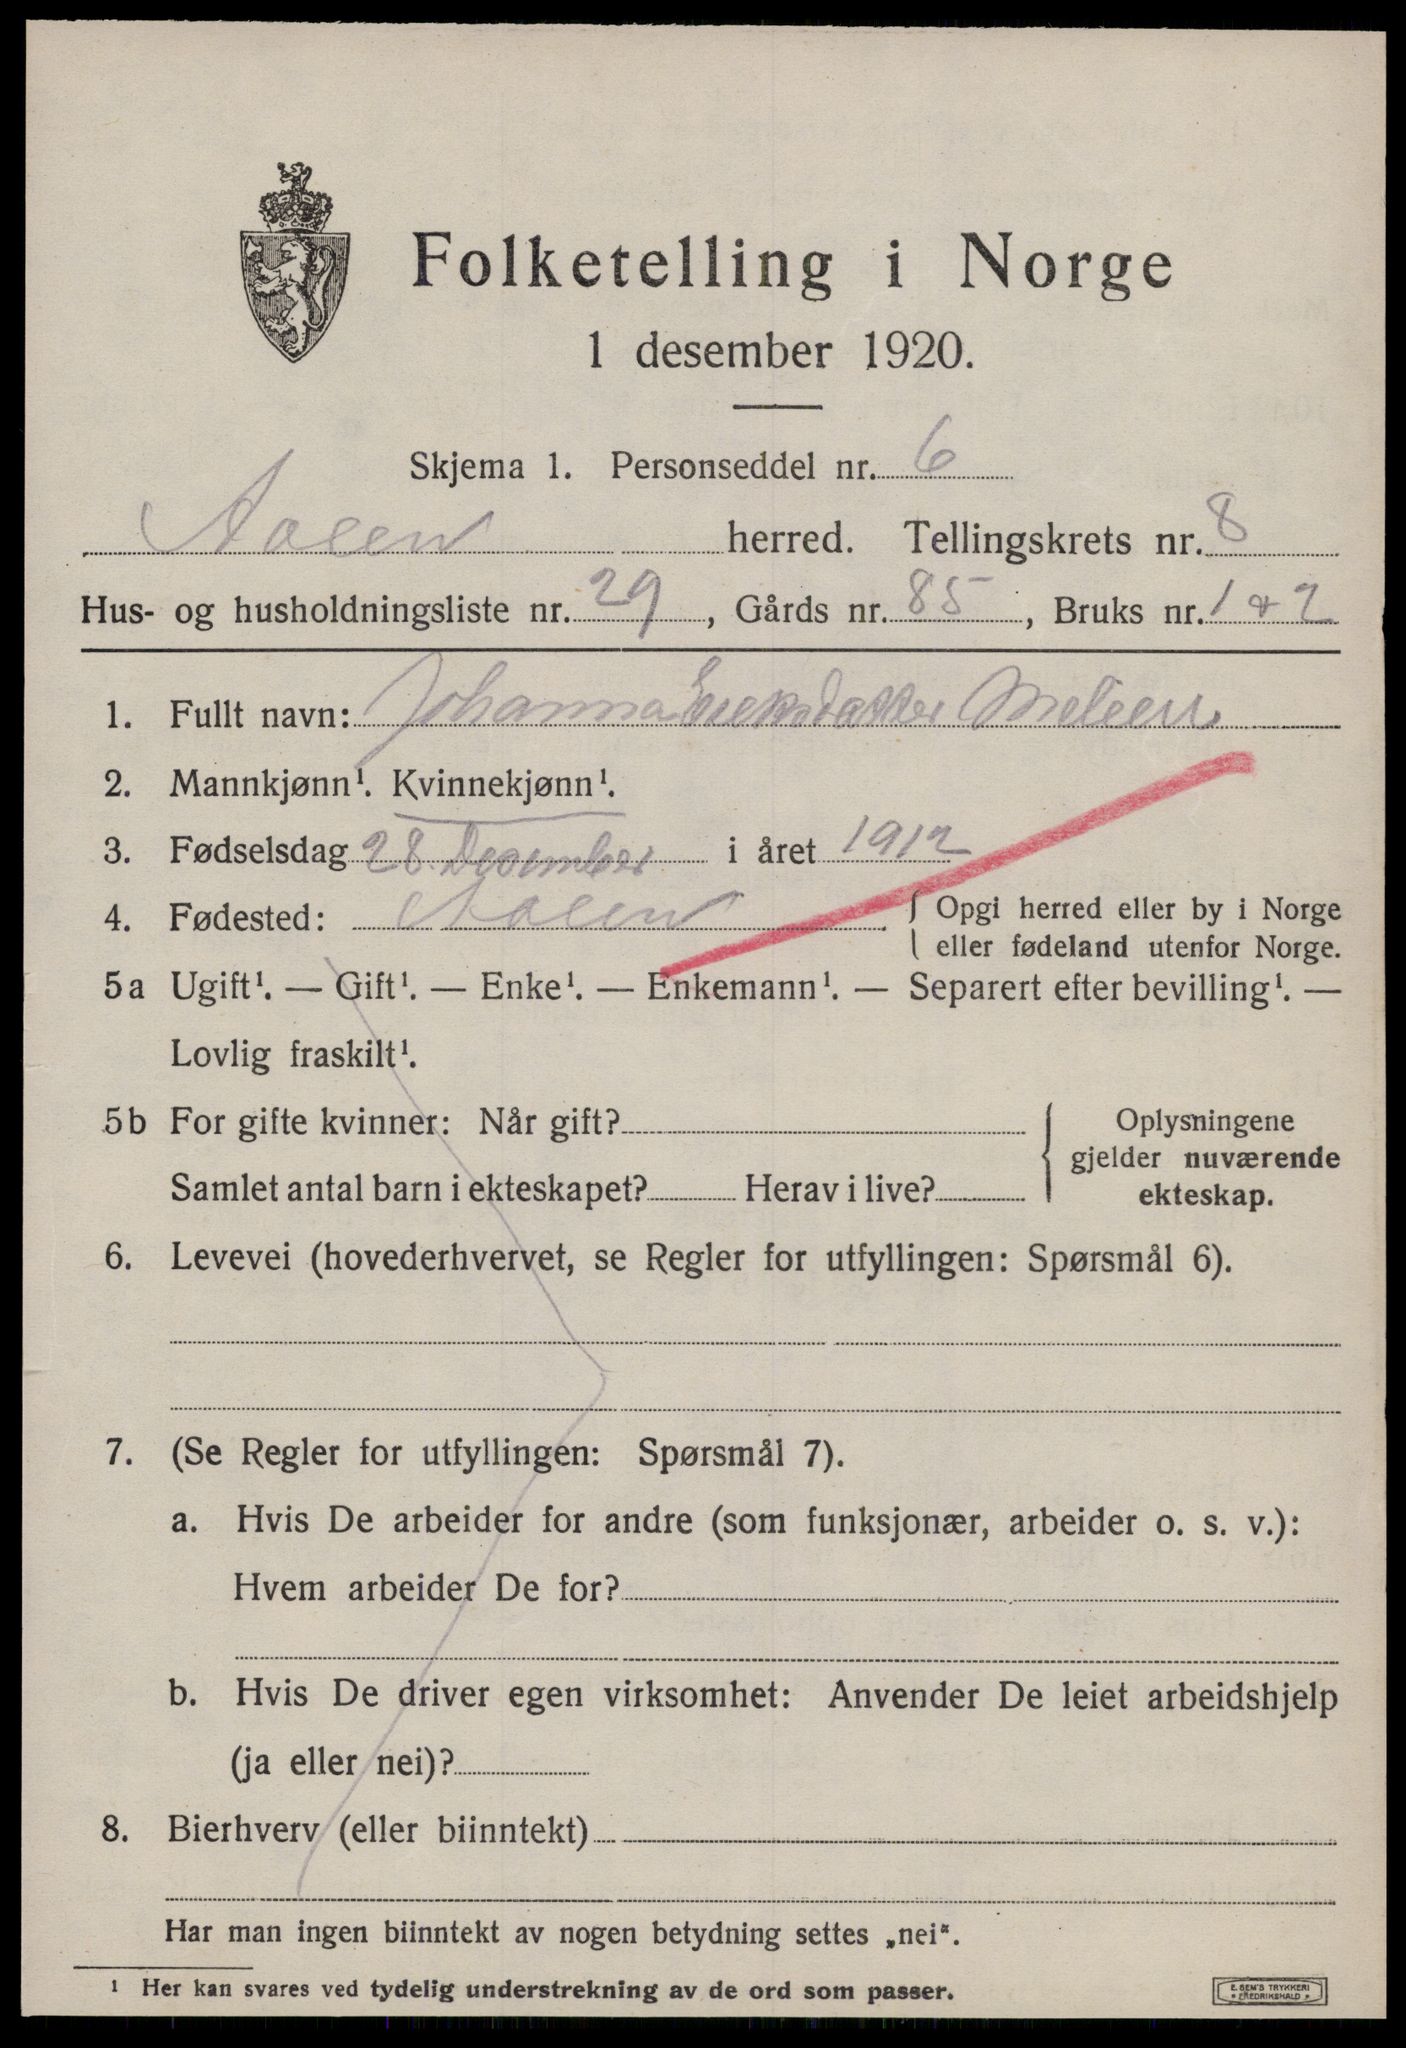 Folketelling i Norge
1 desember 1920.
Skjema 1. Personseddel nr. 6
Aalen herred. Tellingskrets nr. 8
Hus- og husholdningsliste nr. 29, Gårds nr. 85, Bruks nr. 1 & 2
1. Fullt navn: Johanna
2. Mannkjønn¹. Kvinnekjønn¹.
3. Fødselsdag 28. Desember i året 1912
4. Fødested: Aalen { Opgi herred eller by i Norge
eller fødeland utenfor Norge.
5a Ugift¹. — Gift¹. — Enke¹. — Enkemann¹. — Separert efter bevilling¹. —
Lovlig fraskilt¹.
5b For gifte kvinner: Når gift? { Oplysningene
gjelder nuværende
Samlet antal barn i ekteskapet? Herav i live? ekteskap.
6. Levevei (hovederhvervet, se Regler for utfyllingen: Spørsmål 6).
7. (Se Regler for utfyllingen: Spørsmål 7).
a. Hvis De arbeider for andre (som funksjonær, arbeider o. s. v.):
Hvem arbeider De for?
b. Hvis De driver egen virksomhet: Anvender De leiet arbeidshjelp
(ja eller nei)?
8. Bierhverv (eller biinntekt)
Har man ingen biinntekt av nogen betydning settes „nei“.
¹ Her kan svares ved tydelig understrekning av de ord som passer.
E. SEM'S TRYKKERI
FREDRIKSHALD